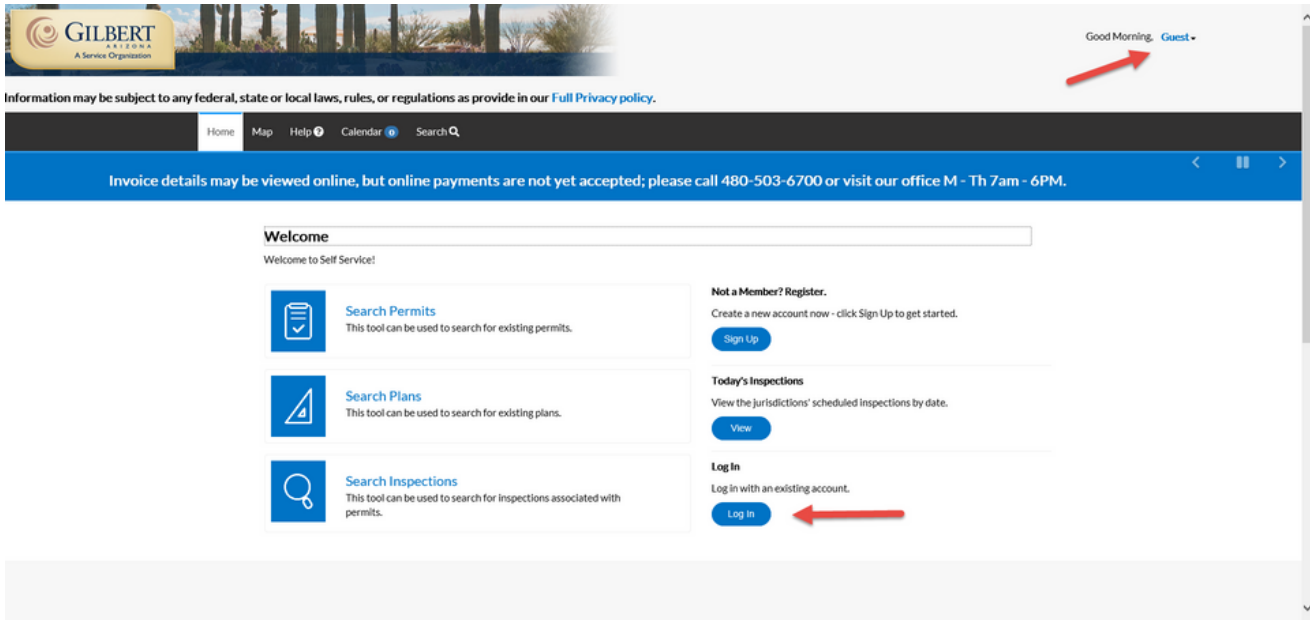 GILBERT
ARIZONA
A Service Organization
Good Morning, Guest
Information may be subject to any federal, state or local laws, rules, or regulations as provide in our Full Privacy policy.
Home Map Help ? Calendar 0 Search
Invoice details may be viewed online, but online payments are not yet accepted; please call 480-503-6700 or visit our office M - Th 7am - 6PM.
Welcome
Welcome to Self Service!
Search Permits
This tool can be used to search for existing permits.
Search Plans
This tool can be used to search for existing plans.
Search Inspections
This tool can be used to search for inspections associated with
permits.
Not a Member? Register.
Create a new account now - click Sign Up to get started.
Sign Up
Today's Inspections
View the jurisdictions' scheduled inspections by date.
View
Log In
Log in with an existing account.
Log In